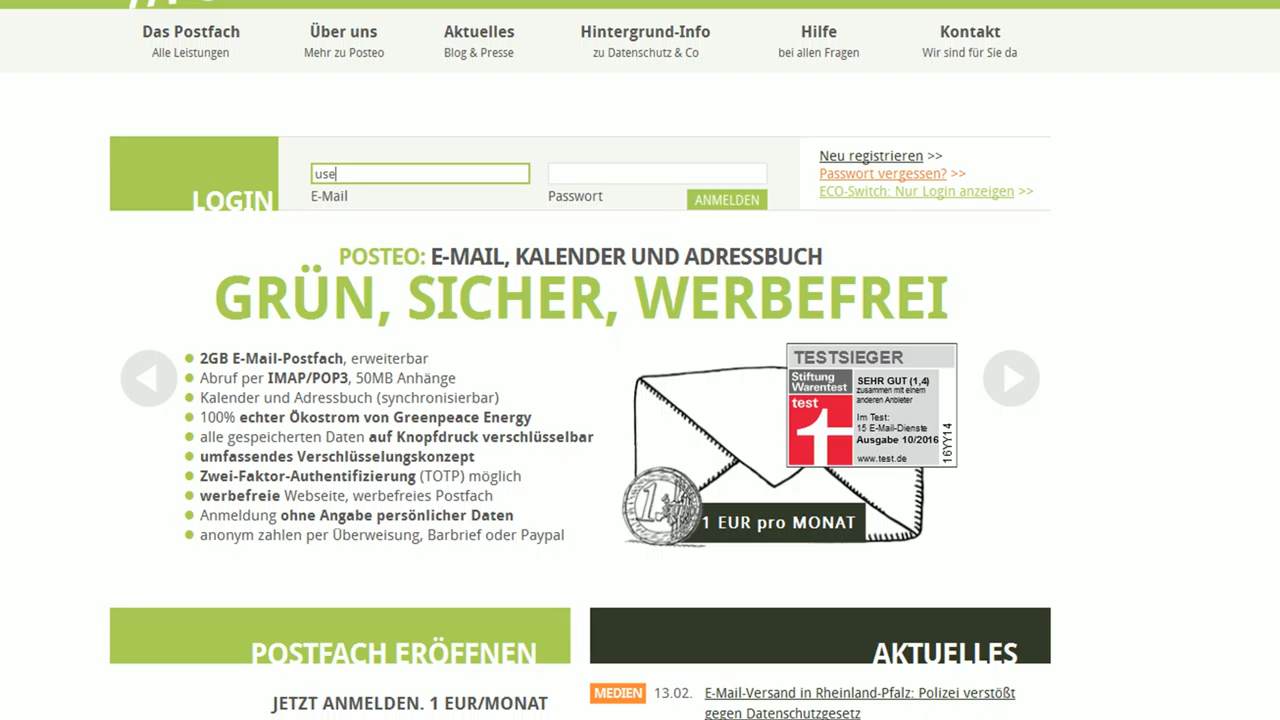 Das Postfach
Alle Leistungen
Über uns
Mehr zu Posteo
Aktuelles
Blog & Presse
Hintergrund-Info
zu Datenschutz & Co
Hilfe
bei allen Fragen
Kontakt
Wir sind für Sie da
LOGIN
use
E-Mail
Passwort
ANMELDEN
Neu registrieren >>
Passwort vergessen? >>
ECO-Switch: Nur Login anzeigen >>
POSTEO: E-MAIL, KALENDER UND ADRESSBUCH
GRÜN, SICHER, WERBEFREI
2GB E-Mail-Postfach, erweiterbar
Abruf per IMAP/POP3, 50MB Anhänge
Kalender und Adressbuch (synchronisierbar)
100% echter Ökostrom von Greenpeace Energy
alle gespeicherten Daten auf Knopfdruck verschlüsselbar
umfassendes Verschlüsselungskonzept
Zwei-Faktor-Authentifizierung (TOTP) möglich
werbefreie Webseite, werbefreies Postfach
Anmeldung ohne Angabe persönlicher Daten
anonym zahlen per Überweisung, Barbrief oder Paypal
TESTSIEGER
Stiftung
Warentest
test
SEHR GUT (1,4)
zusammen mit einem
anderen Anbieter
Im Test:
15 E-Mail-Dienste
Ausgabe 10/2016
www.test.de
16YY14
1 EUR pro MONAT
POSTFACH ERÖFFNEN
JETZT ANMELDEN. 1 EUR/MONAT
AKTUELLES
MEDIEN 13.02. E-Mail-Versand in Rheinland-Pfalz: Polizei verstößt
gegen Datenschutzgesetz